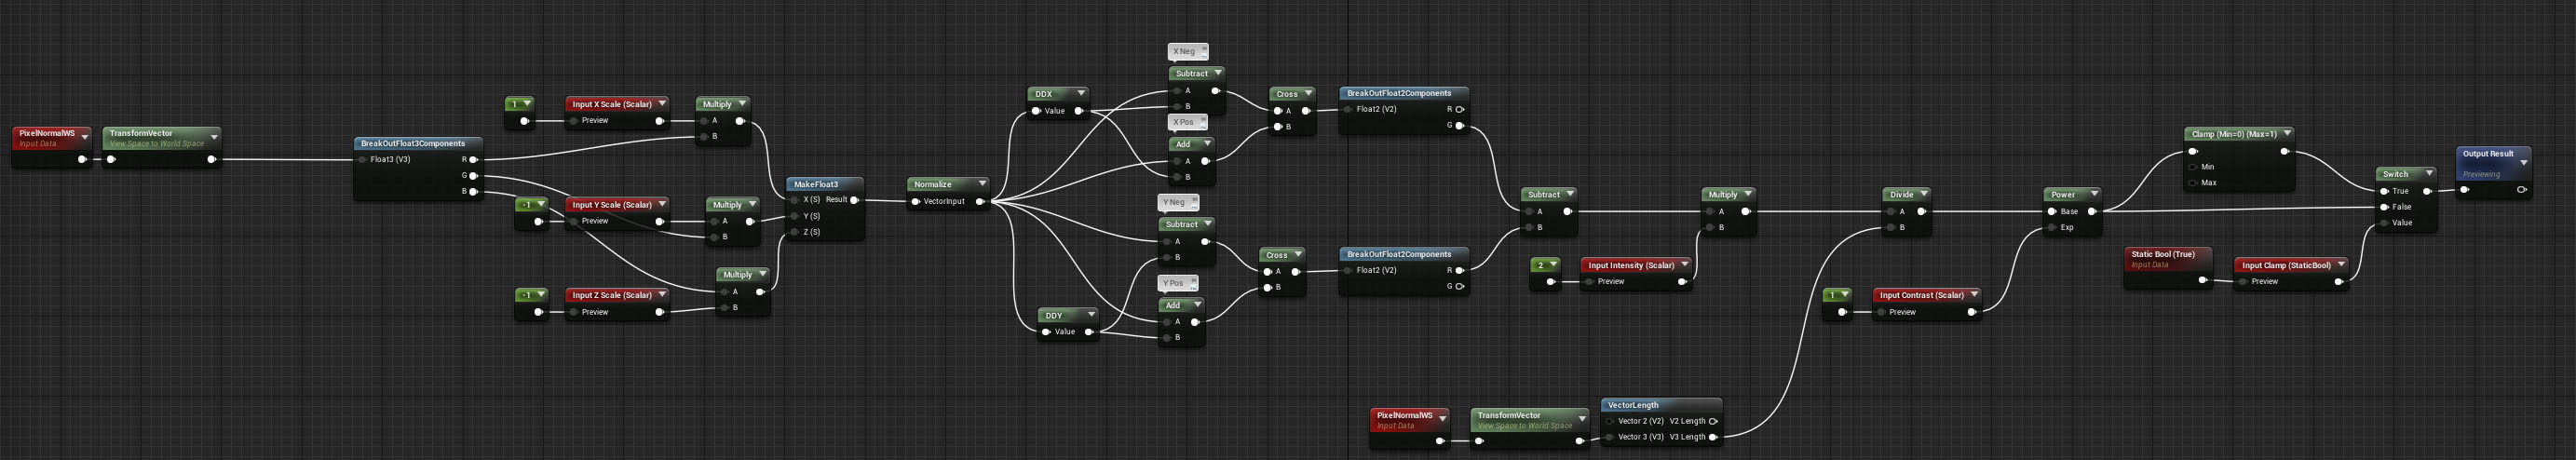 PixelNormalWS
Input Data
TransformVector
View Space to World Space
BreakOutFloat3Components
Float3 (V3) R
G
B
1
Input X Scale (Scalar)
Preview
Multiply
A
B
-1
Input Y Scale (Scalar)
Preview
Multiply
A
B
-1
Input Z Scale (Scalar)
Preview
Multiply
A
B
MakeFloat3
X (S) Result
Y (S)
Z (S)
Normalize
VectorInput
DDX
Value
DDY
Value
X Neg
Subtract
A
B
X Pos
Add
A
B
Y Neg
Subtract
A
B
Y Pos
Add
A
B
Cross
A
B
Cross
A
B
BreakOutFloat2Components
Float2 (V2) R
G
BreakOutFloat2Components
Float2 (V2) R
G
Subtract
A
B
2
Input Intensity (Scalar)
Preview
Multiply
A
B
PixelNormalWS
Input Data
TransformVector
View Space to World Space
VectorLength
Vector 2 (V2) V2 Length
Vector 3 (V3) V3 Length
Divide
A
B
1
Input Contrast (Scalar)
Preview
Power
Base
Exp
Clamp (Min=0) (Max=1)
Min
Max
Static Bool (True)
Input Data
Input Clamp (StaticBool)
Preview
Switch
True
False
Value
Output Result
Previewing